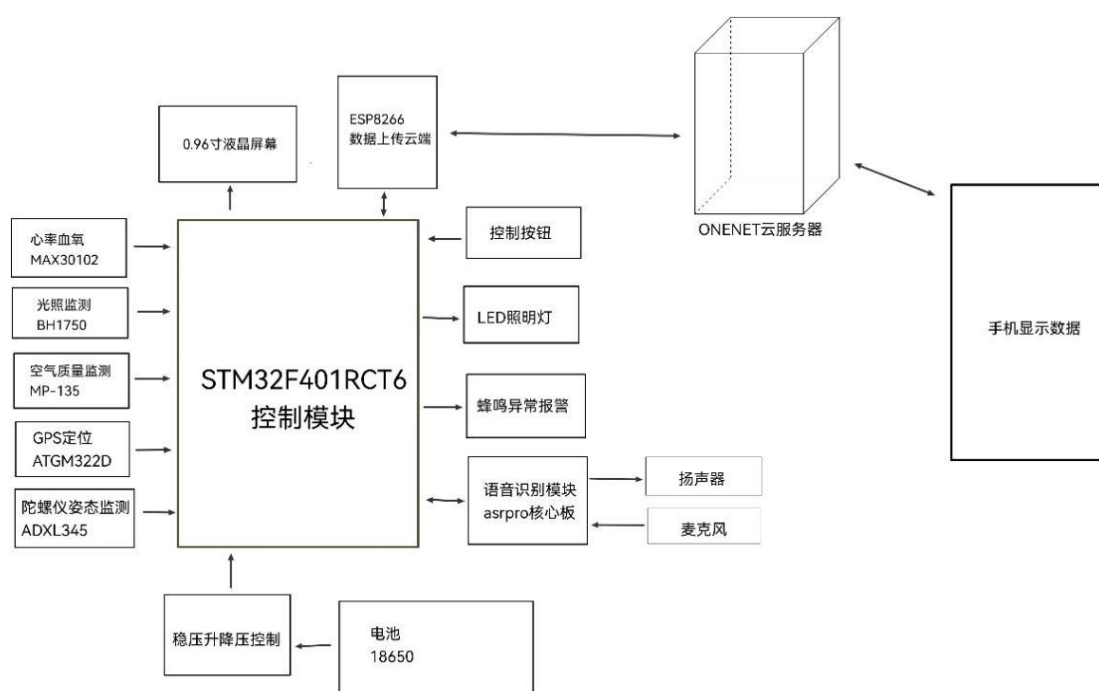 0.96寸液晶屏幕
ESP8266
数据上传云端
ONENET云服务器
心率血氧
MAX30102
控制按钮
光照监测
BH1750
LED照明灯
手机显示数据
空气质量监测
MP-135
STM32F401RCT6
控制模块
蜂鸣异常报警
GPS定位
ATGM322D
语音识别模块
asrpro核心板
扬声器
陀螺仪姿态监测
ADXL345
麦克风
稳压升降压控制
电池
18650